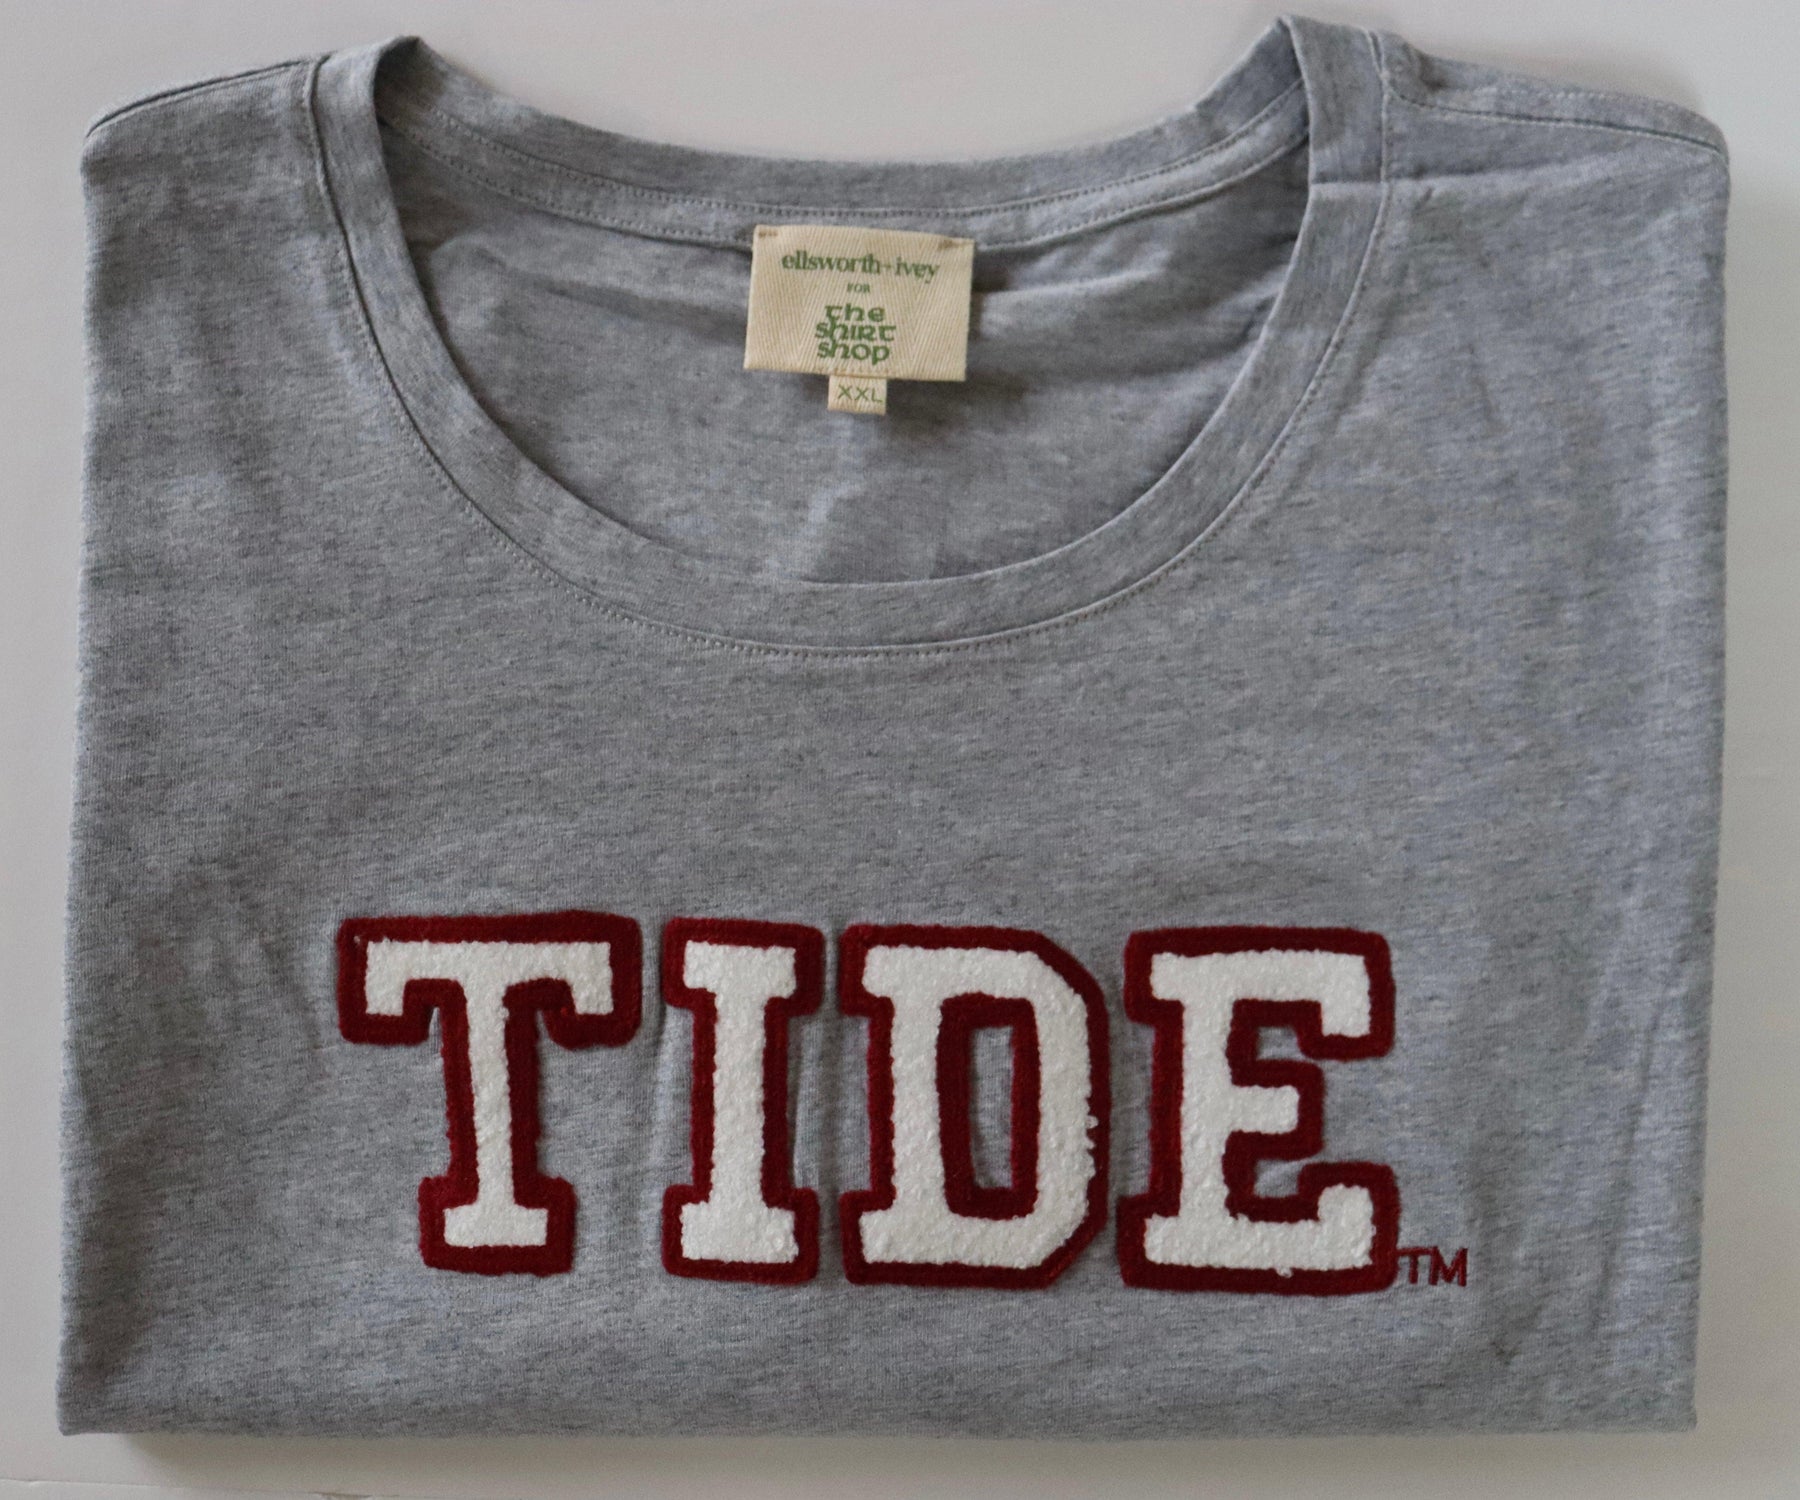 ellsworth+ivey
FOR
the
shirt
shop
XXL
TIDE TM